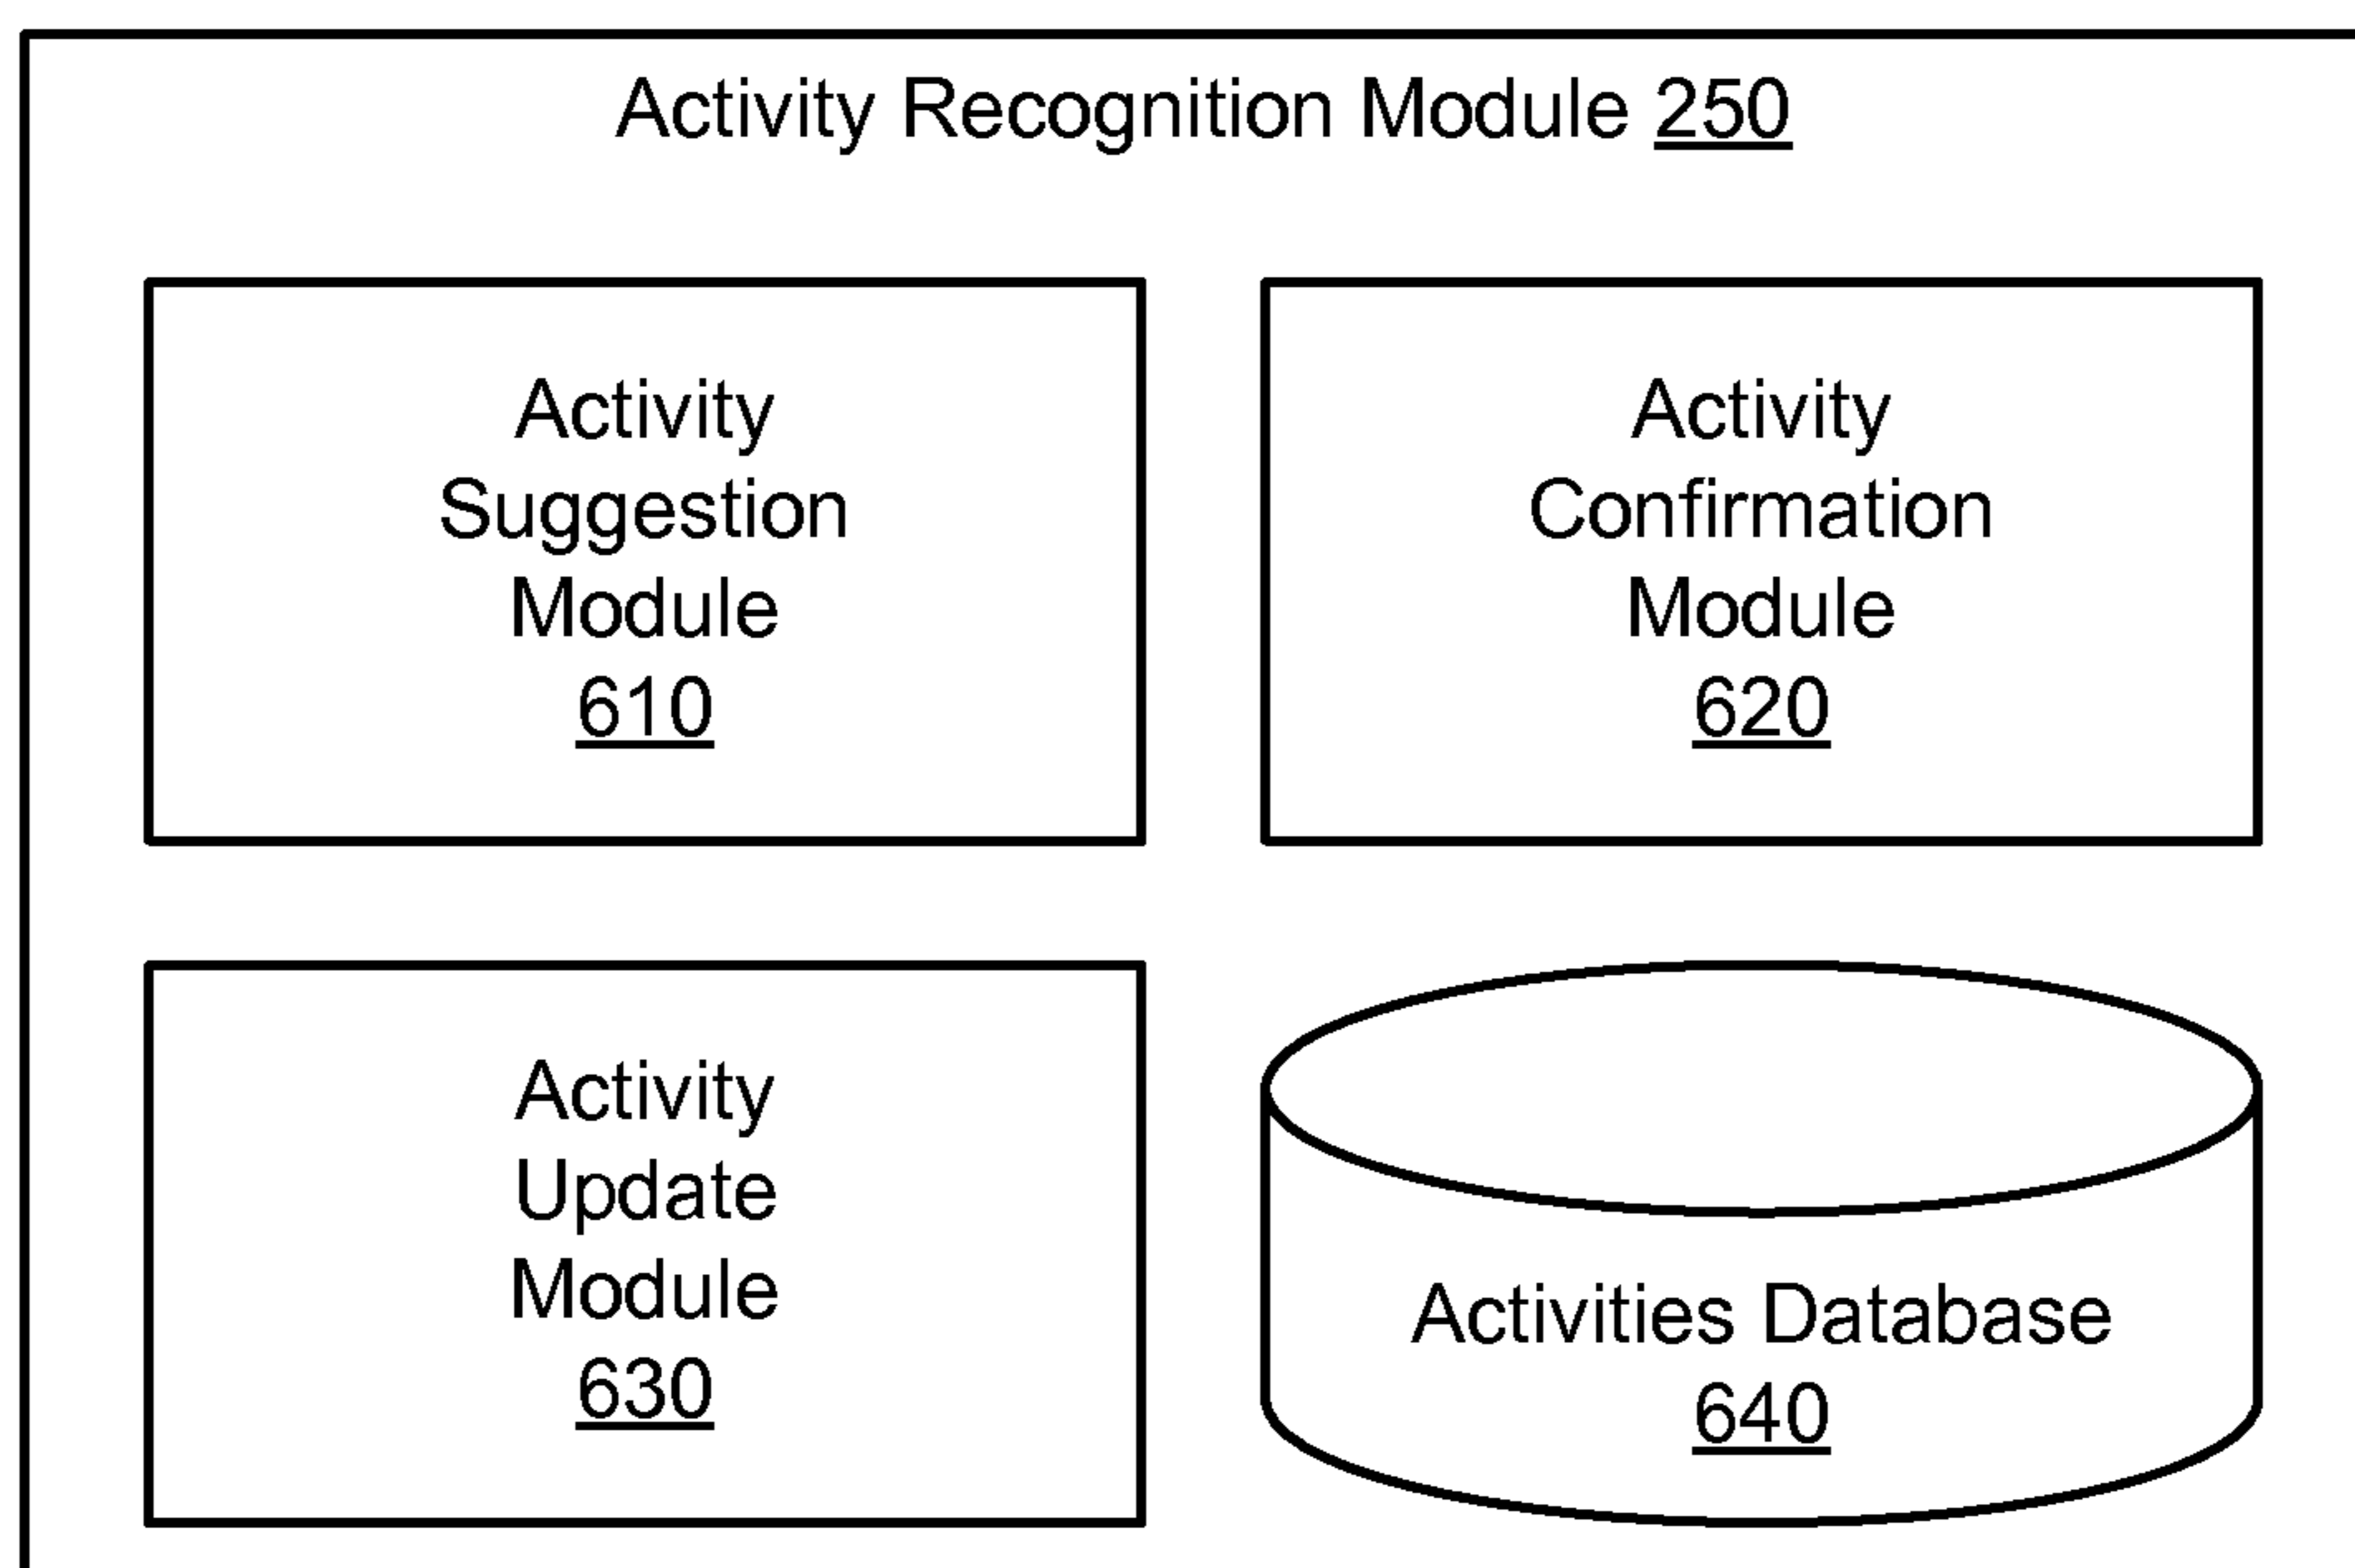 Activity Recognition Module 250
Activity
Suggestion
Module
610
Activity
Confirmation
Module
620
Activity
Update
Module
630
Activities Database
640